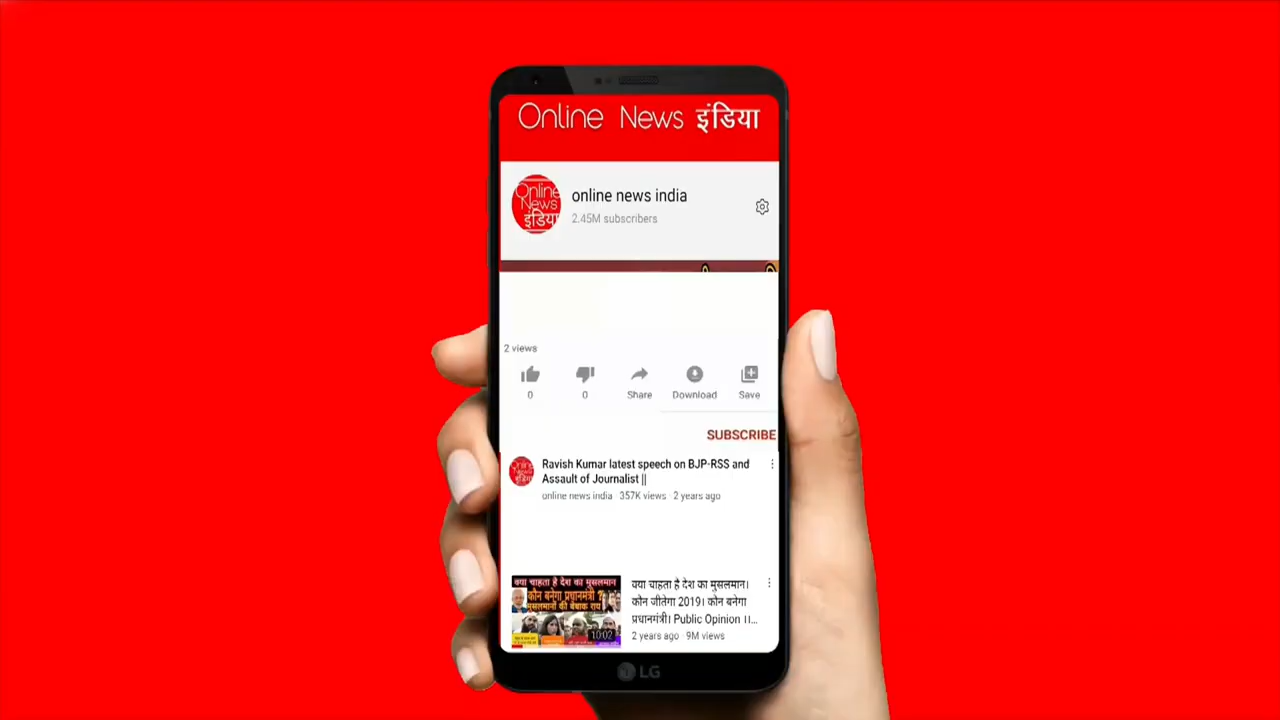 Online News इंडिया
Online
News
इंडिया
online news india
2.45M subscribers
2 views
0
0
Share
Download
Save
SUBSCRIBE
Online
News
इंडिया
Ravish Kumar latest speech on BJP-RSS and
Assault of Journalist ||
online news india · 357K views · 2 years ago
क्या चाहता है देश का मुसलमान
कौन बनेगा प्रधानमंत्री ?
मुसलमानों की बेबाक राय
10:02
क्या चाहता है देश का मुसलमान।
कौन जीतेगा 2019। कौन बनेगा
प्रधानमंत्री। Public Opinion ।।...
2 years ago · 9M views
LG